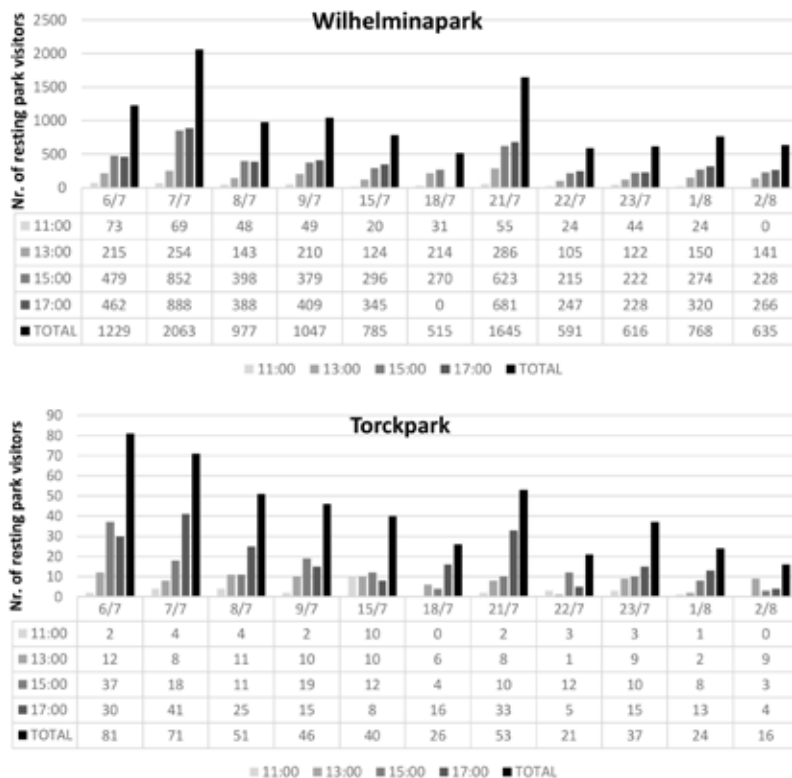 Wilhelminapark
Nr. of resting park visitors
2500
2000
1500
1000
500
0
6/7 7/7 8/7 9/7 15/7 18/7 21/7 22/7 23/7 1/8 2/8
11:00 73 69 48 49 20 31 55 24 44 24 0
13:00 215 254 143 210 124 214 286 105 122 150 141
15:00 479 852 398 379 296 270 623 215 222 274 228
17:00 462 888 388 409 345 0 681 247 228 320 266
TOTAL 1229 2063 977 1047 785 515 1645 591 616 768 635
11:00 13:00 15:00 17:00 TOTAL
Torckpark
Nr. of resting park visitors
90
80
70
60
50
40
30
20
10
0
6/7 7/7 8/7 9/7 15/7 18/7 21/7 22/7 23/7 1/8 2/8
11:00 2 4 4 2 10 0 2 3 3 1 0
13:00 12 8 11 10 10 6 8 1 9 2 9
15:00 37 18 11 19 12 4 10 12 10 8 3
17:00 30 41 25 15 8 16 33 5 15 13 4
TOTAL 81 71 51 46 40 26 53 21 37 24 16
11:00 13:00 15:00 17:00 TOTAL